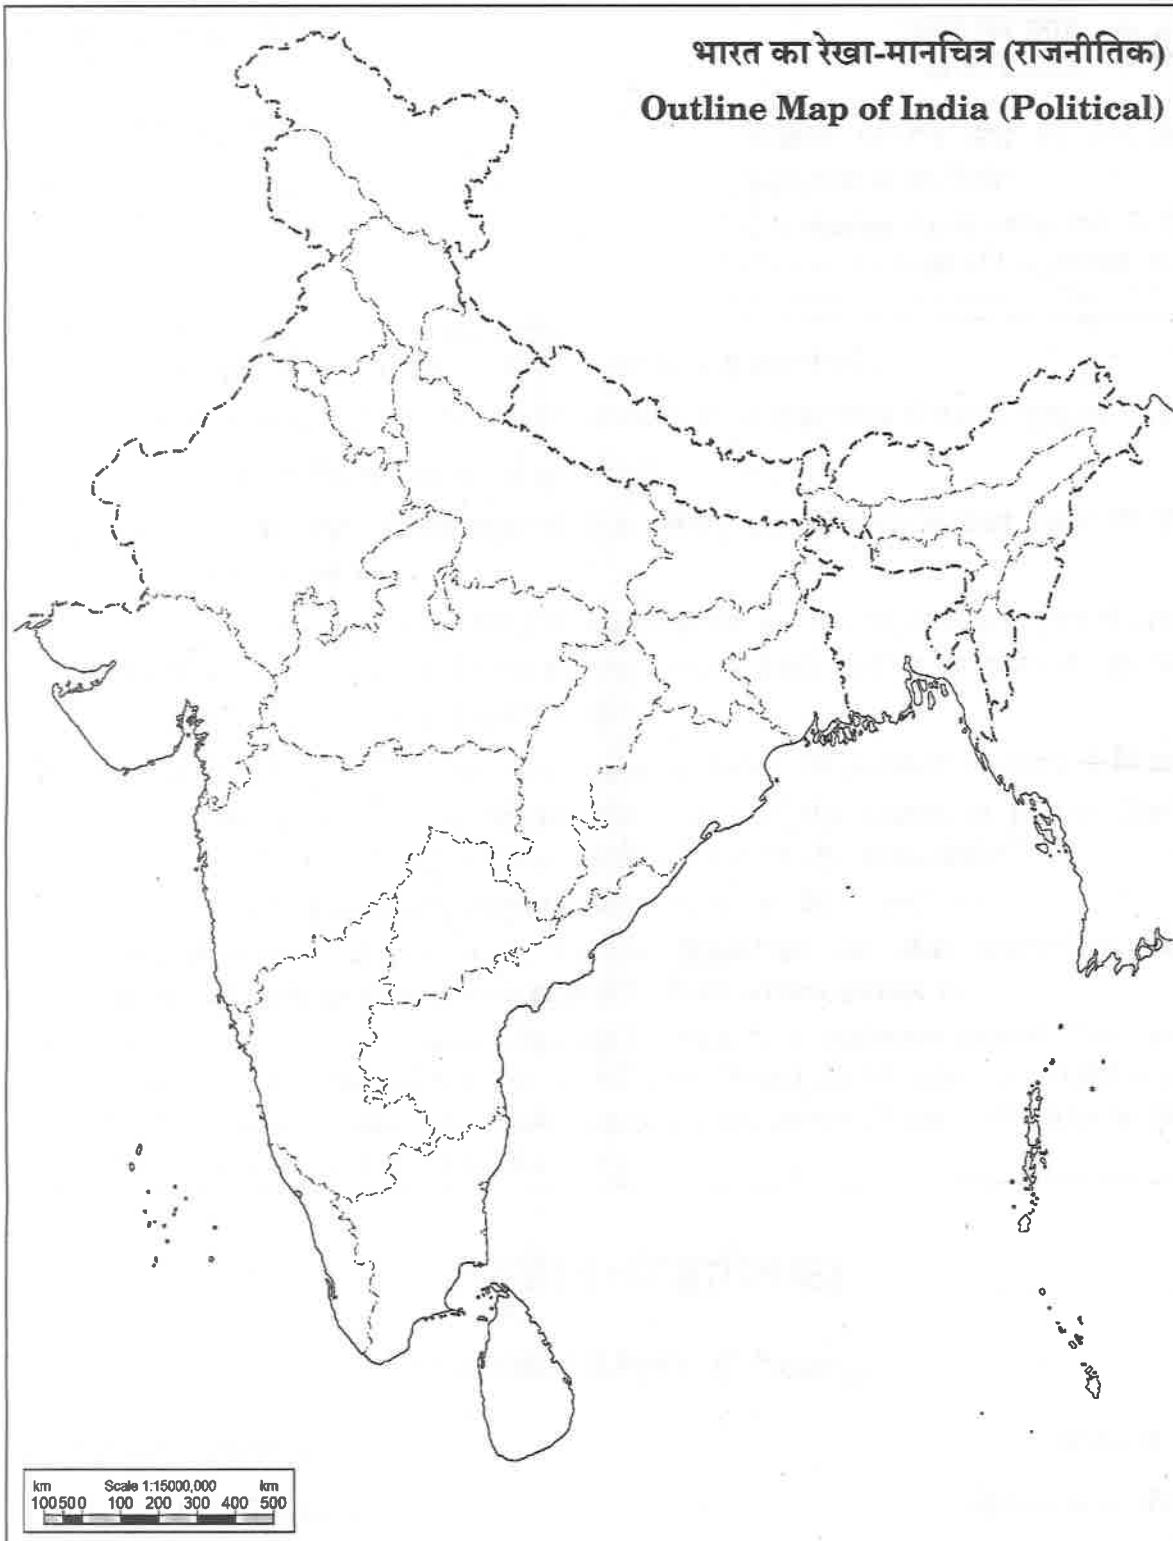 भारत का रेखा-मानचित्र (राजनीतिक)
Outline Map of India (Political)
km Scale 1:15000,000 km
100 50 0 100 200 300 400 500